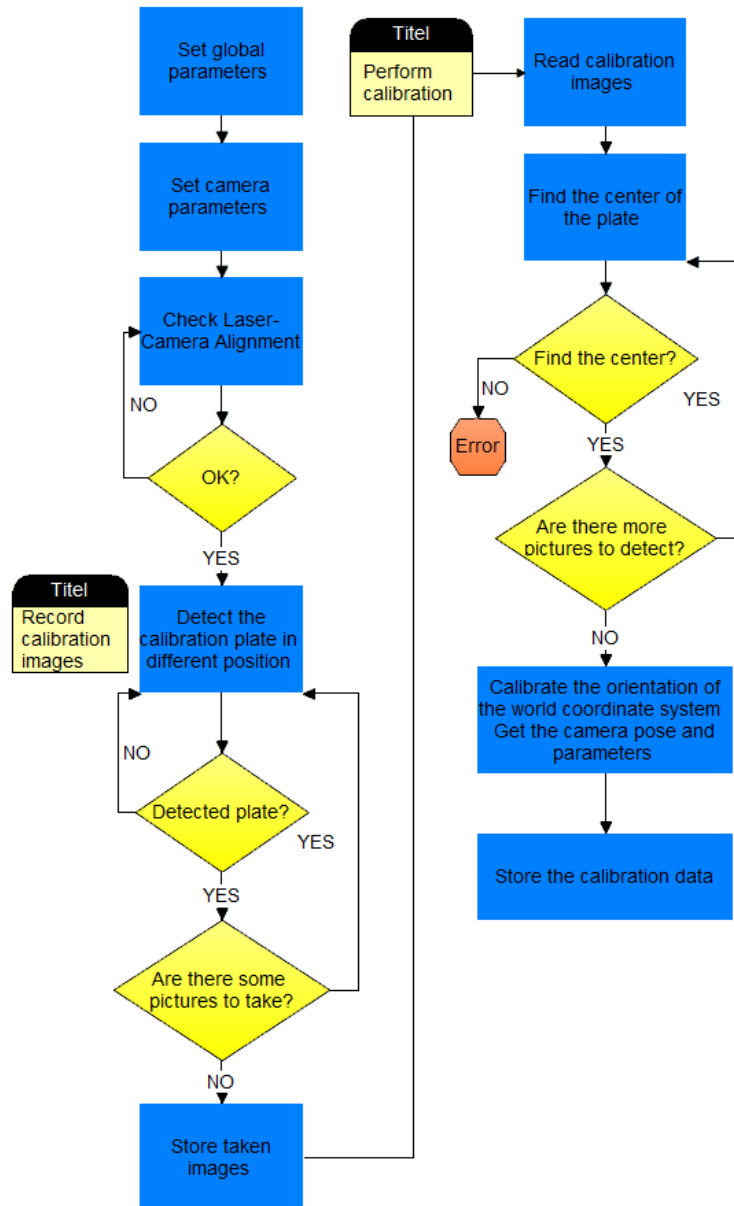 Set global
parameters
Set camera
parameters
Check Laser-
Camera Alignment
NO
OK?
YES
Titel
Record
calibration
images
Detect the
calibration plate in
different position
NO
Detected plate?
YES
YES
Are there some
pictures to take?
NO
Store taken
images
Titel
Perform
calibration
Read calibration
images
Find the center of
the plate
Find the center?
NO
YES
Error
YES
Are there more
pictures to detect?
NO
Calibrate the orientation of
the world coordinate system
Get the camera pose and
parameters
Store the calibration data